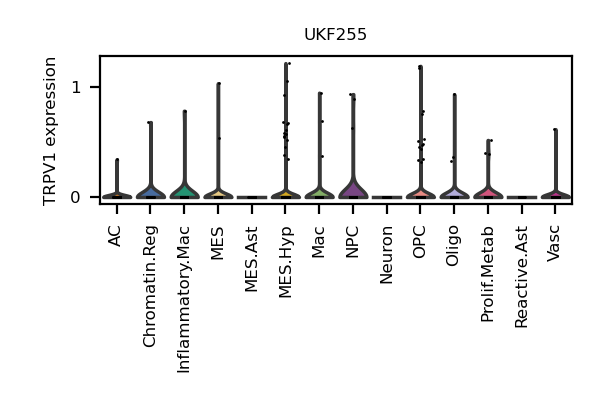 UKF255
TRPV1 expression
1
0
AC
Chromatin.Reg
Inflammatory.Mac
MES
MES.Ast
MES.Hyp
Mac
NPC
Neuron
OPC
Oligo
Prolif.Metab
Reactive.Ast
Vasc